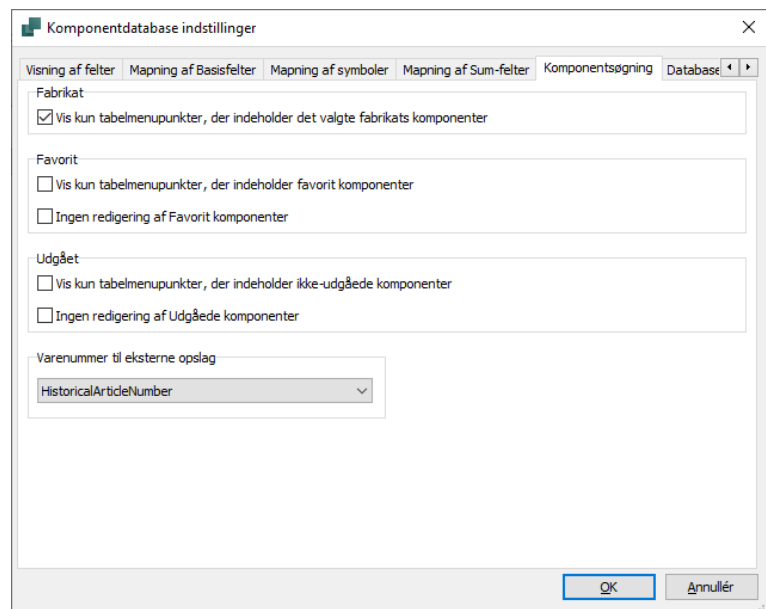 Komponentdatabase indstillinger
Visning af felter Mapning af Basisfelter Mapning af symboler Mapning af Sum-felter Komponentsøgning Database
Fabrikat
Vis kun tabelmenupunkter, der indeholder det valgte fabrikats komponenter
Favorit
Vis kun tabelmenupunkter, der indeholder favorit komponenter
Ingen redigering af Favorit komponenter
Udgået
Vis kun tabelmenupunkter, der indeholder ikke-udgåede komponenter
Ingen redigering af Udgåede komponenter
Varenummer til eksterne opslag
HistoricalArticleNumber
OK Annullér